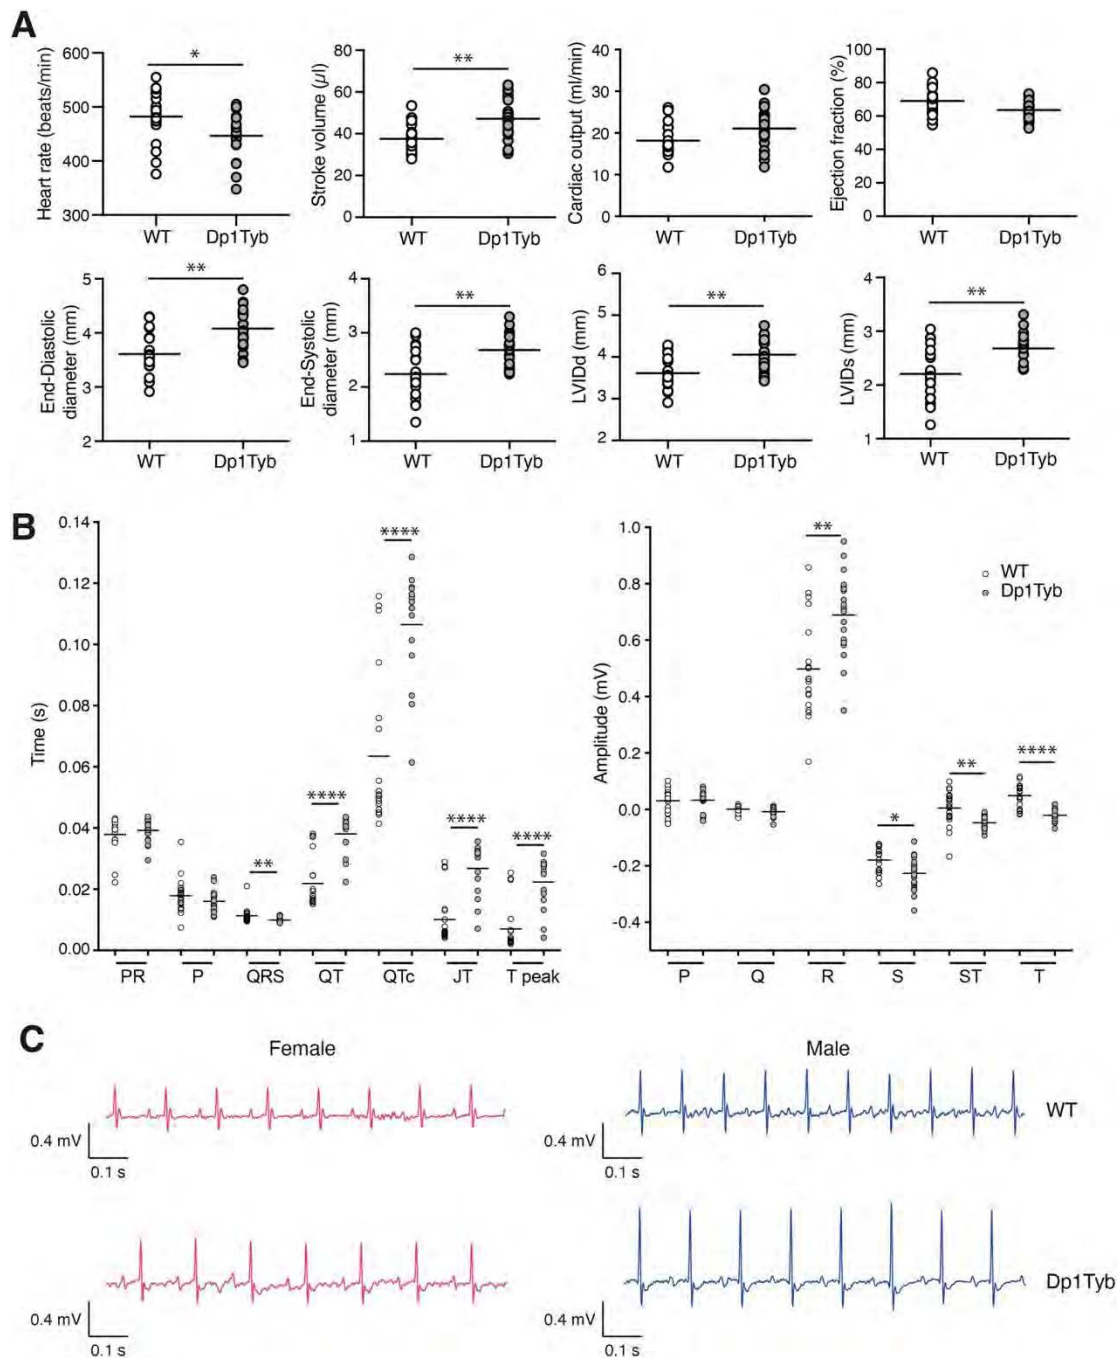 A
Heart rate (beats/min)
600
500
400
300
*
WT
Dp1Tyb
Stroke volume (µl)
80
60
40
20
0
**
WT
Dp1Tyb
Cardiac output (ml/min)
40
30
20
10
0
WT
Dp1Tyb
Ejection fraction (%)
100
80
60
40
20
0
WT
Dp1Tyb
End-Diastolic
diameter (mm)
5
4
3
2
**
WT
Dp1Tyb
End-Systolic
diameter (mm)
4
3
2
1
**
WT
Dp1Tyb
LVIDd (mm)
6
5
4
3
2
**
WT
Dp1Tyb
LVIDs (mm)
4
3
2
1
**
WT
Dp1Tyb
B
Time (s)
0.14
0.12
0.10
0.08
0.06
0.04
0.02
0.00
**
****
****
****
****
PR
P
QRS
QT
QTc
JT
T peak
Amplitude (mV)
1.0
0.8
0.6
0.4
0.2
0.0
-0.2
-0.4
**
*
**
****
WT
Dp1Tyb
P
Q
R
S
ST
T
C
Female
Male
0.4 mV
0.1 s
0.4 mV
0.1 s
WT
0.4 mV
0.1 s
0.4 mV
0.1 s
Dp1Tyb